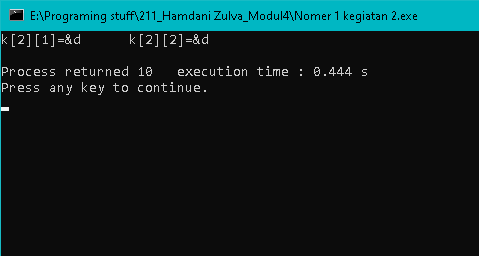 E:\Programing stuff\211_Hamdani Zulva_Modul4\Nomer 1 kegiatan 2.exe
k[2][1]=&d      k[2][2]=&d
Process returned 10   execution time : 0.444 s
Press any key to continue.